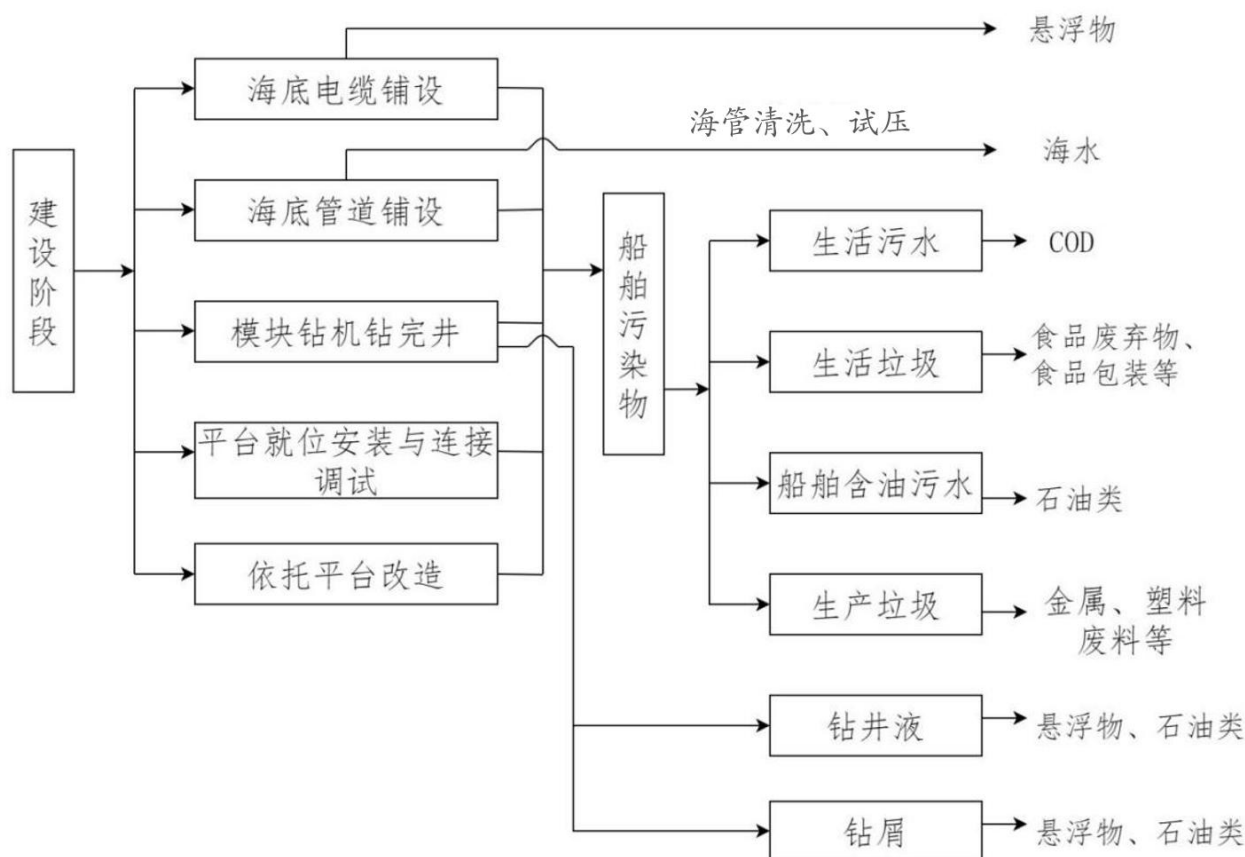 悬浮物
海底电缆铺设
海管清洗、试压
海水
海底管道铺设
建设阶段
船舶污染物
生活污水
COD
模块钻机钻完井
生活垃圾
食品废弃物、
食品包装等
平台就位安装与连接
调试
船舶含油污水
石油类
依托平台改造
生产垃圾
金属、塑料
废料等
钻井液
悬浮物、石油类
钻屑
悬浮物、石油类